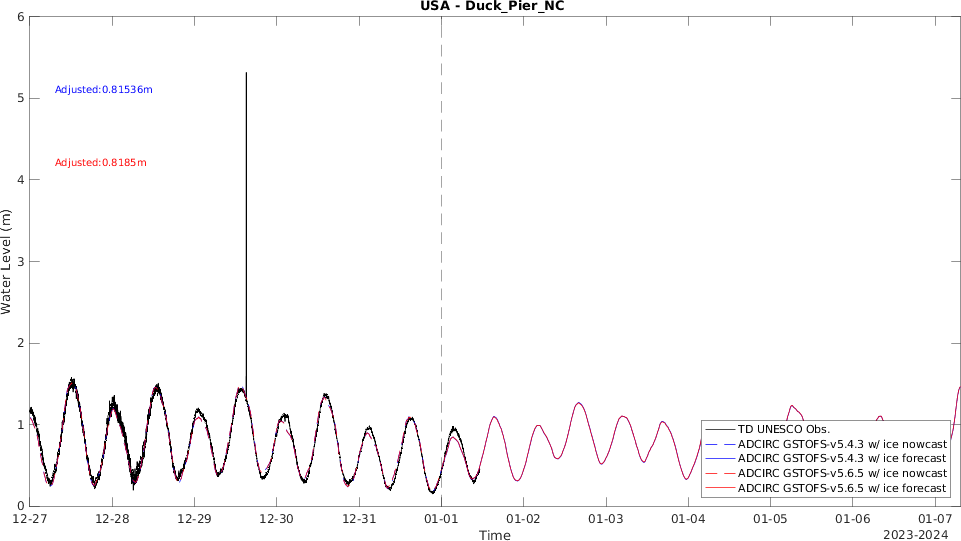 USA - Duck_Pier_NC
6
5
4
3
2
1
0
Water Level (m)
Adjusted:0.81536m
Adjusted:0.8185m
TD UNESCO Obs.
ADCIRC GSTOFS-v5.4.3 w/ ice nowcast
ADCIRC GSTOFS-v5.4.3 w/ ice forecast
ADCIRC GSTOFS-v5.6.5 w/ ice nowcast
ADCIRC GSTOFS-v5.6.5 w/ ice forecast
12-27 12-28 12-29 12-30 12-31 01-01 01-02 01-03 01-04 01-05 01-06 01-07
Time
2023-2024